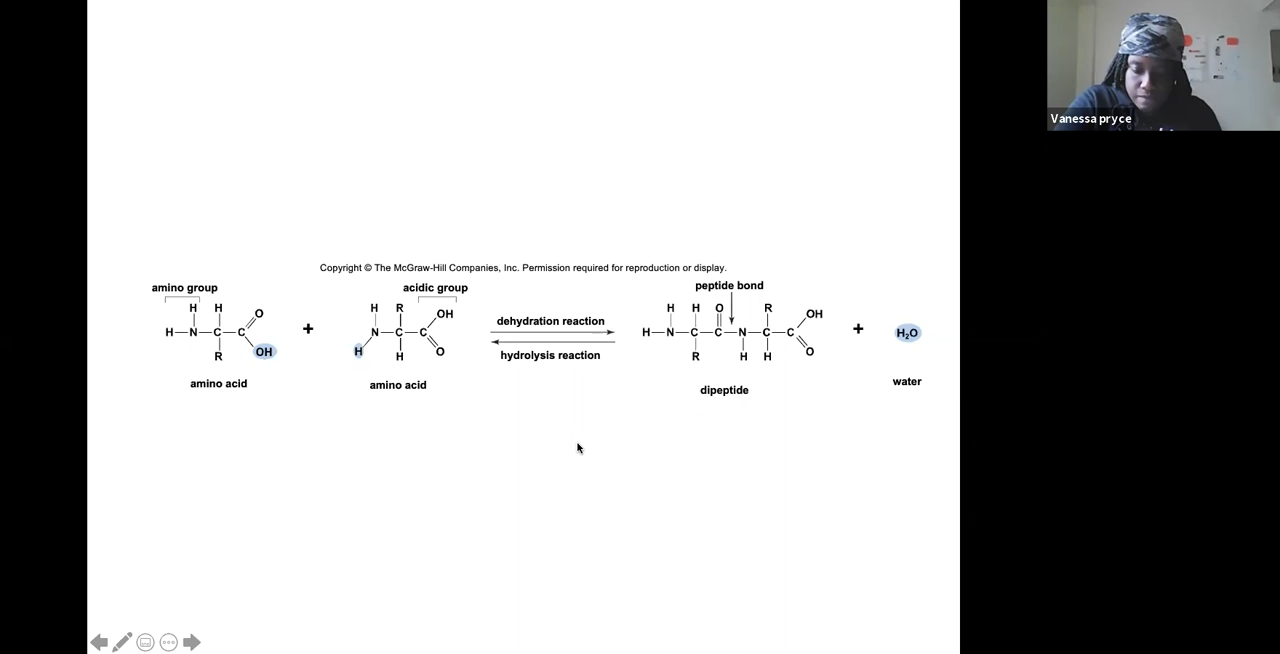 Vanessa pryce
Copyright © The McGraw-Hill Companies, Inc. Permission required for reproduction or display.
amino group
acidic group
peptide bond
H H O
H—N—C—C
R OH
amino acid
+
H R OH
N—C—C
H H O
amino acid
dehydration reaction
hydrolysis reaction
H H O R OH
H—N—C—C—N—C—C
R H H O
dipeptide
+
H₂O
water